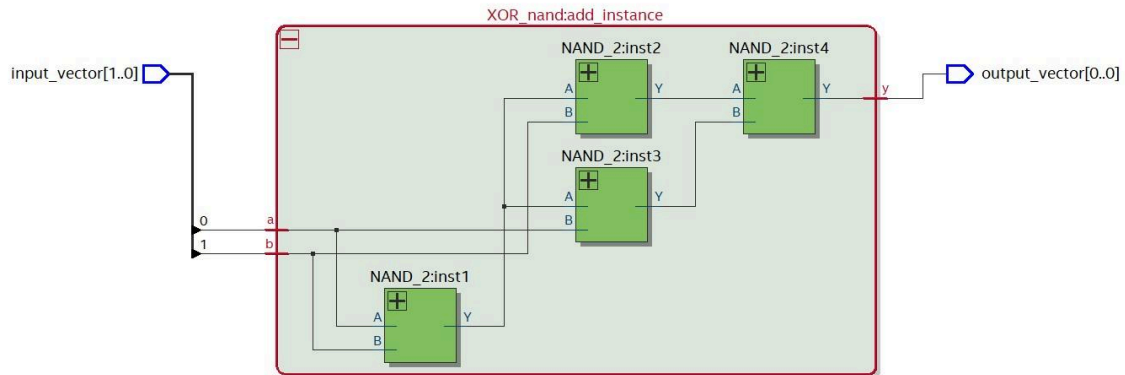 XOR_nand:add_instance
input_vector[1..0]
NAND_2:inst2
NAND_2:inst4
output_vector[0..0]
A
B
Y
A
B
Y
y
NAND_2:inst3
A
B
Y
0
a
1
b
NAND_2:inst1
A
B
Y